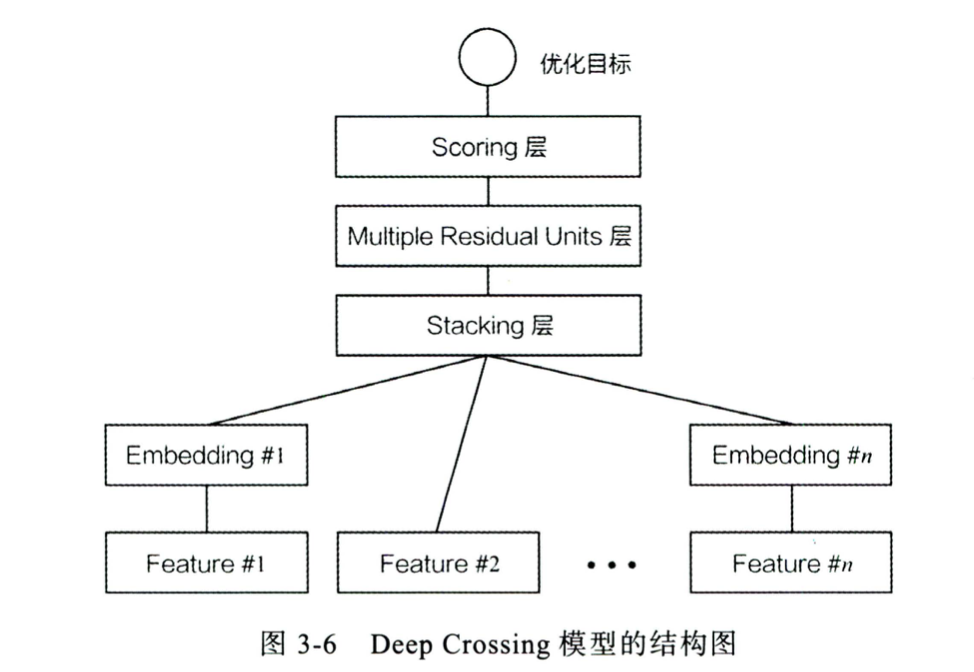 优化目标
Scoring 层
Multiple Residual Units 层
Stacking 层
Embedding #1
Embedding #n
Feature #1
Feature #2
•••
Feature #n
图 3-6 Deep Crossing 模型的结构图